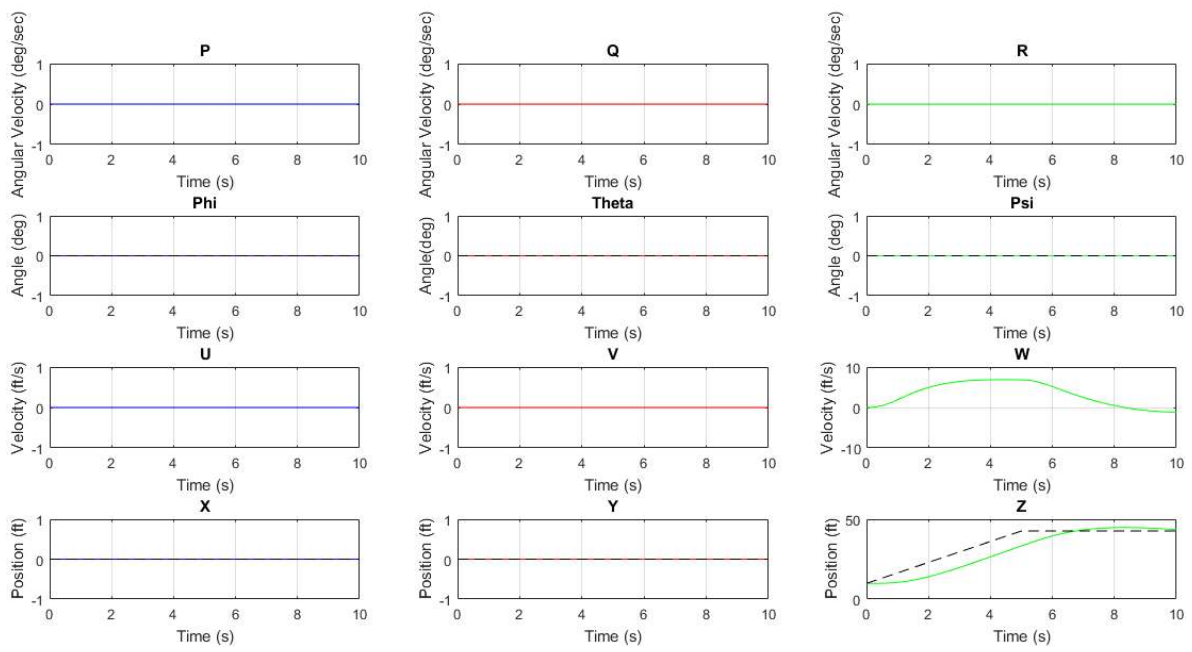 P
Angular Velocity (deg/sec)
1
0
-1
0 2 4 6 8 10
Time (s)
Q
Angular Velocity (deg/sec)
1
0
-1
0 2 4 6 8 10
Time (s)
R
Angular Velocity (deg/sec)
1
0
-1
0 2 4 6 8 10
Time (s)
Phi
Angle (deg)
1
0
-1
0 2 4 6 8 10
Time (s)
Theta
Angle(deg)
1
0
-1
0 2 4 6 8 10
Time (s)
Psi
Angle (deg)
1
0
-1
0 2 4 6 8 10
Time (s)
U
Velocity (ft/s)
1
0
-1
0 2 4 6 8 10
Time (s)
V
Velocity (ft/s)
1
0
-1
0 2 4 6 8 10
Time (s)
W
Velocity (ft/s)
10
0
-10
0 2 4 6 8 10
Time (s)
X
Position (ft)
1
0
-1
0 2 4 6 8 10
Time (s)
Y
Position (ft)
1
0
-1
0 2 4 6 8 10
Time (s)
Z
Position (ft)
50
0
0 2 4 6 8 10
Time (s)